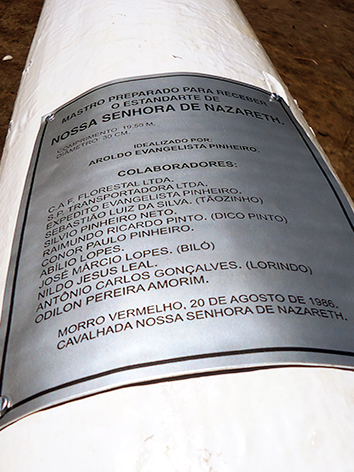 MASTRO PREPARADO PARA RECEBER
O ESTANDARTE DE
NOSSA SENHORA DE NAZARETH.
COMPRIMENTO: 19,50 M.
DIÂMETRO: 30 CM.
IDEALIZADO POR:
AROLDO EVANGELISTA PINHEIRO.
COLABORADORES:
C.A.F. FLORESTAL LTDA.
S.P. TRANSPORTADORA LTDA.
EXPEDITO EVANGELISTA PINHEIRO.
SEBASTIÃO LUIZ DA SILVA. (TÃOZINHO)
SILVIO PINHEIRO NETO.
RAIMUNDO RICARDO PINTO. (DICO PINTO)
CONOR PAULO PINHEIRO.
ABÍLIO LOPES.
JOSÉ MÁRCIO LOPES. (BILÓ)
NILDO JESUS LEAL.
ANTÔNIO CARLOS GONÇALVES. (LORINDO)
ODILON PEREIRA AMORIM.
MORRO VERMELHO, 20 DE AGOSTO DE 1986.
CAVALHADA NOSSA SENHORA DE NAZARETH.